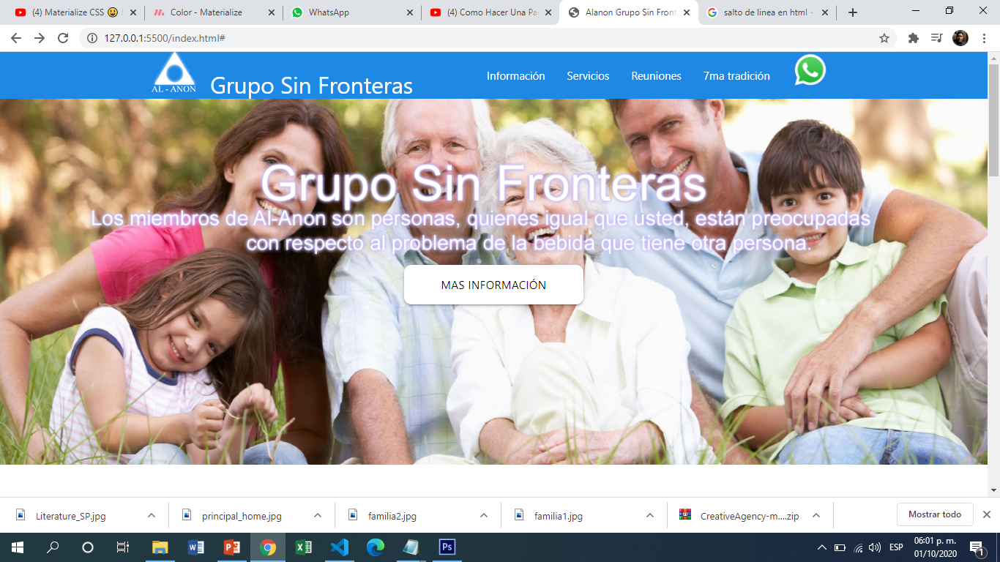 (4) Materialize CSS 😃
Color - Materialize
WhatsApp
(4) Como Hacer Una Pa
Alanon Grupo Sin Front
salto de linea en html -
127.0.0.1:5500/index.html#
AL-ANON
Grupo Sin Fronteras
Información
Servicios
Reuniones
7ma tradición
Grupo Sin Fronteras
Los miembros de Al-Anon son personas, quienes igual que usted, están preocupadas
con respecto al problema de la bebida que tiene otra persona.
MAS INFORMACIÓN
Literature_SP.jpg
principal_home.jpg
familia2.jpg
familia1.jpg
CreativeAgency-m....zip
Mostrar todo
ESP
06:01 p. m.
01/10/2020
1
Ps